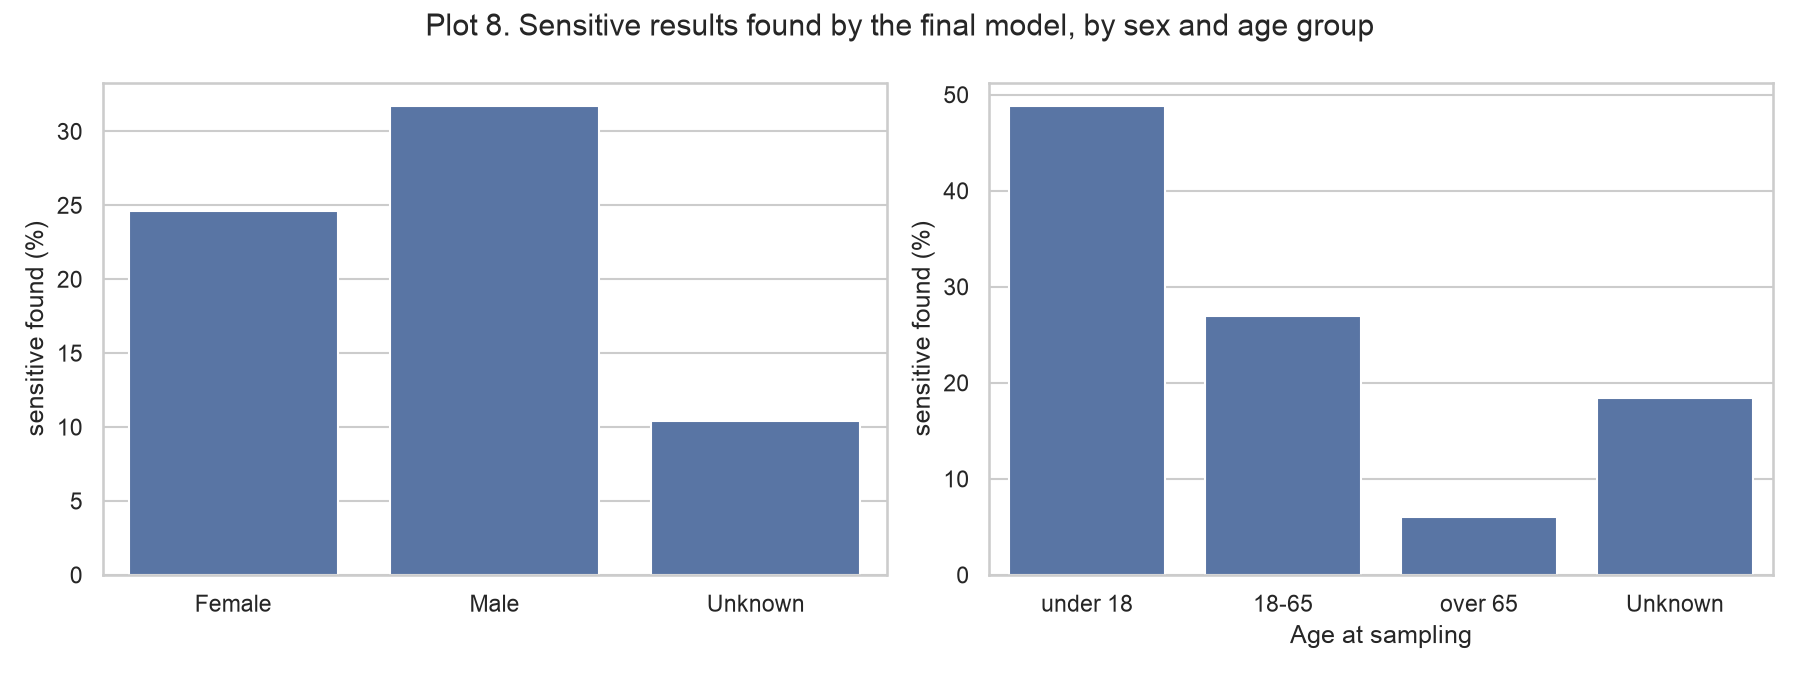 Plot 8. Sensitive results found by the final model, by sex and age group
sensitive found (%)
30
25
20
15
10
5
0
Female Male Unknown
sensitive found (%)
50
40
30
20
10
0
under 18 18-65 over 65 Unknown
Age at sampling